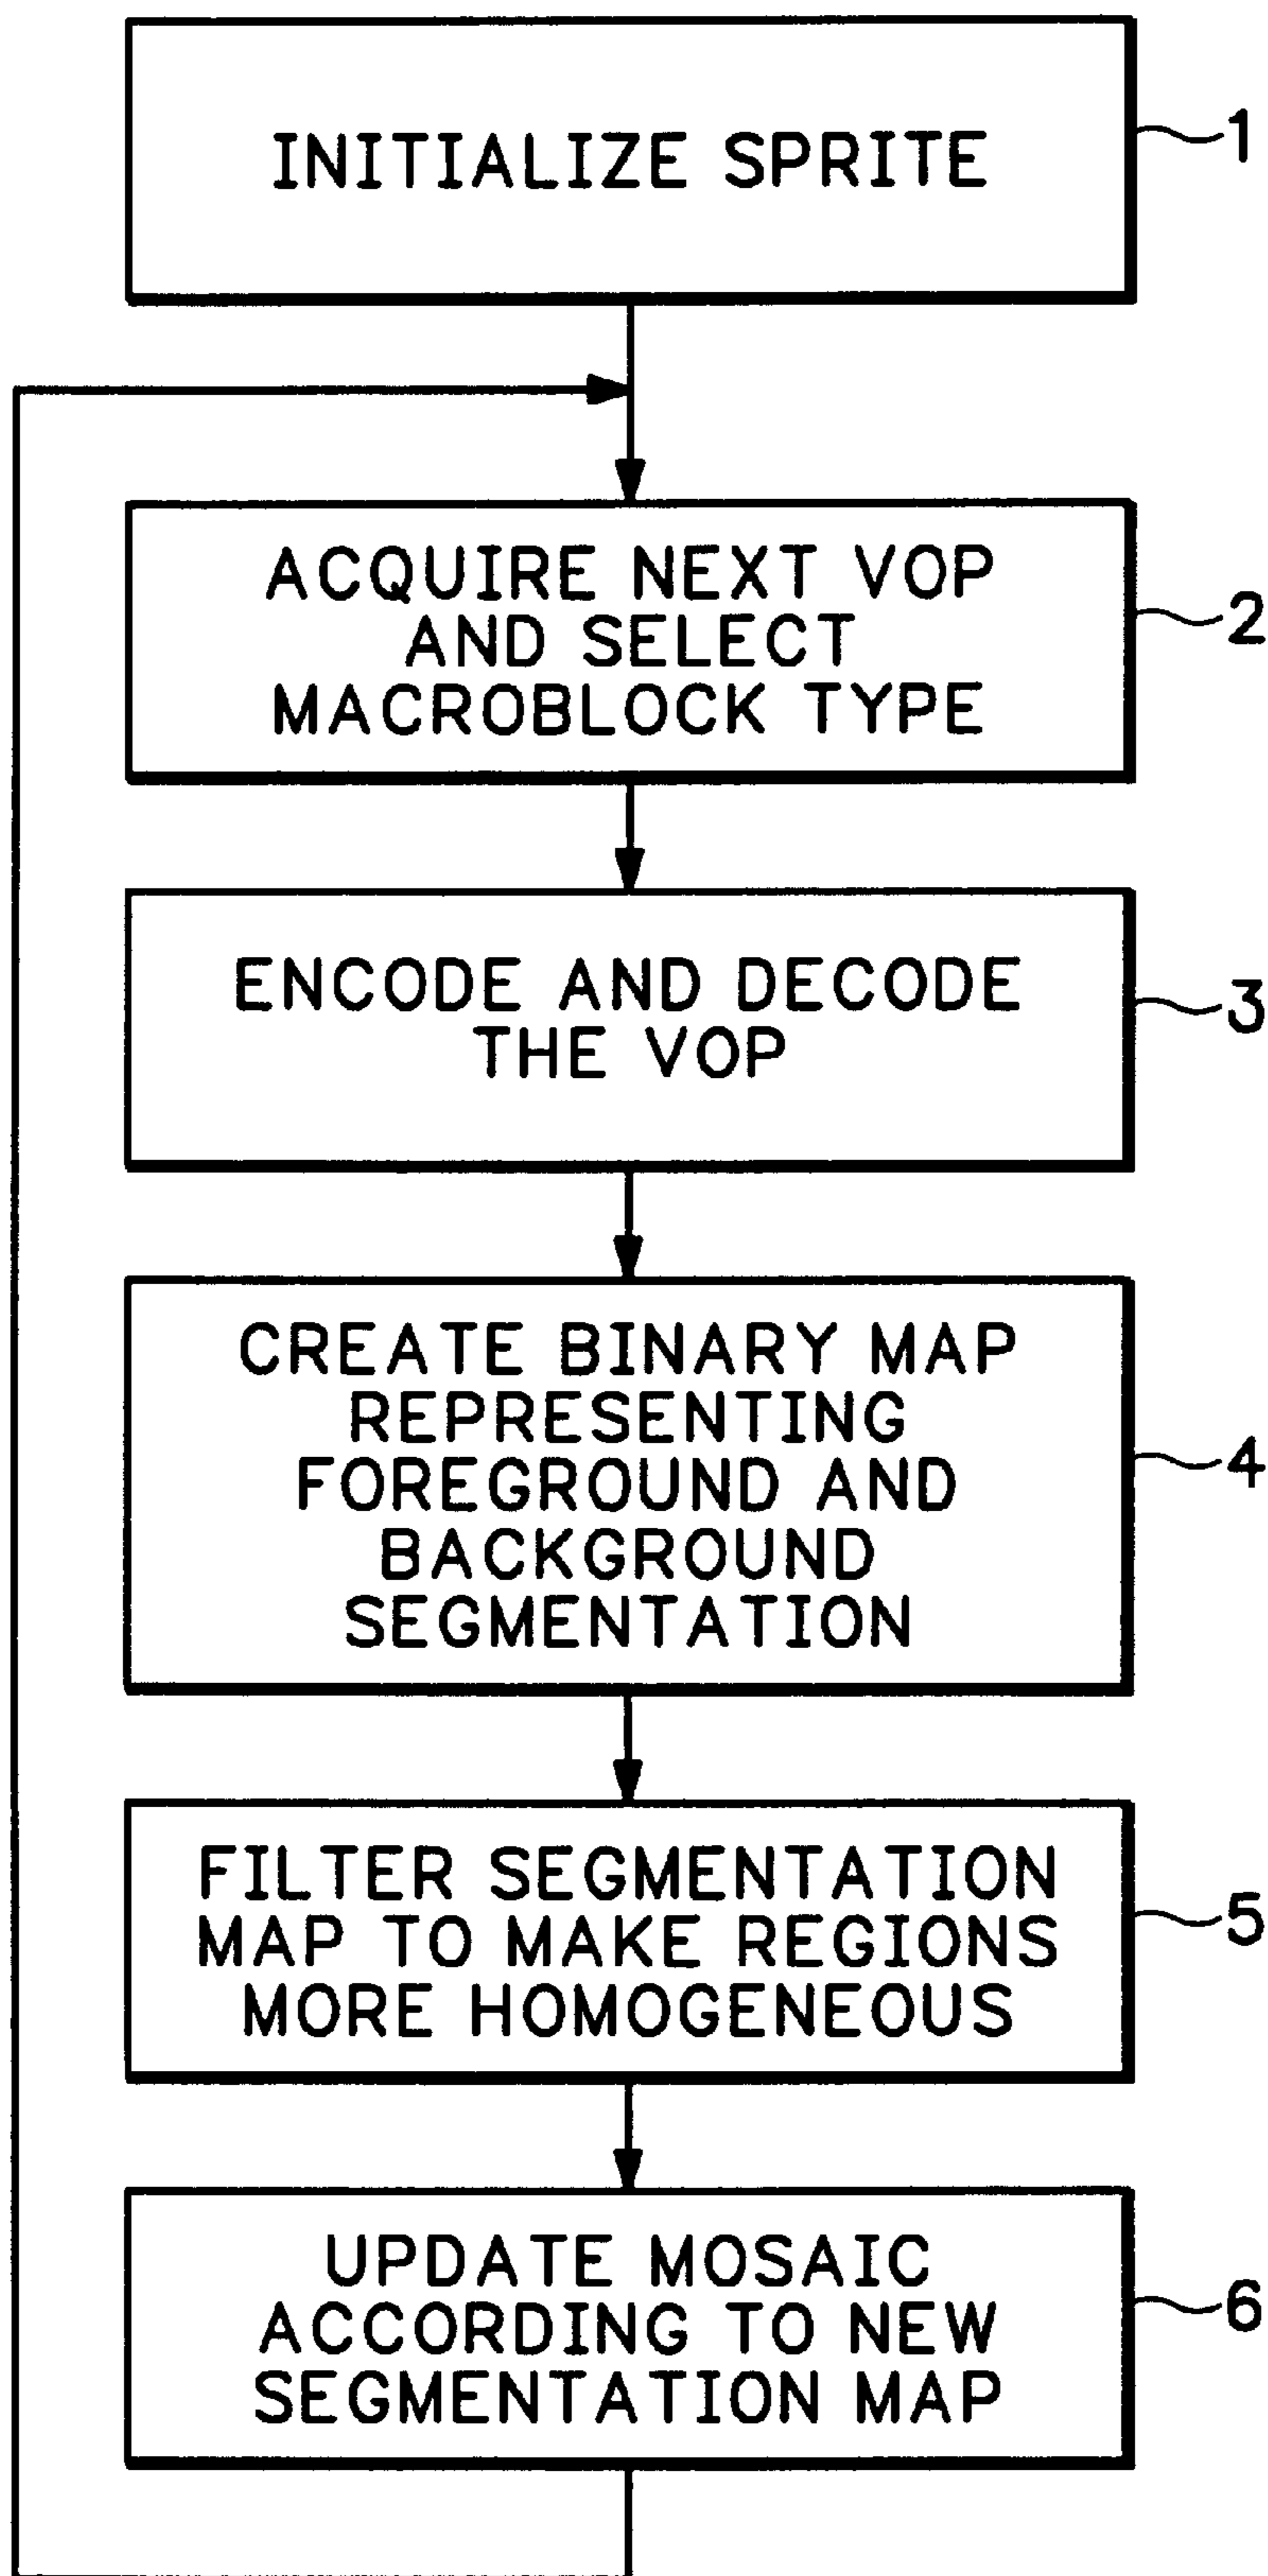 INITIALIZE SPRITE
1
ACQUIRE NEXT VOP
AND SELECT
MACROBLOCK TYPE
2
ENCODE AND DECODE
THE VOP
3
CREATE BINARY MAP
REPRESENTING
FOREGROUND AND
BACKGROUND
SEGMENTATION
4
FILTER SEGMENTATION
MAP TO MAKE REGIONS
MORE HOMOGENEOUS
5
UPDATE MOSAIC
ACCORDING TO NEW
SEGMENTATION MAP
6